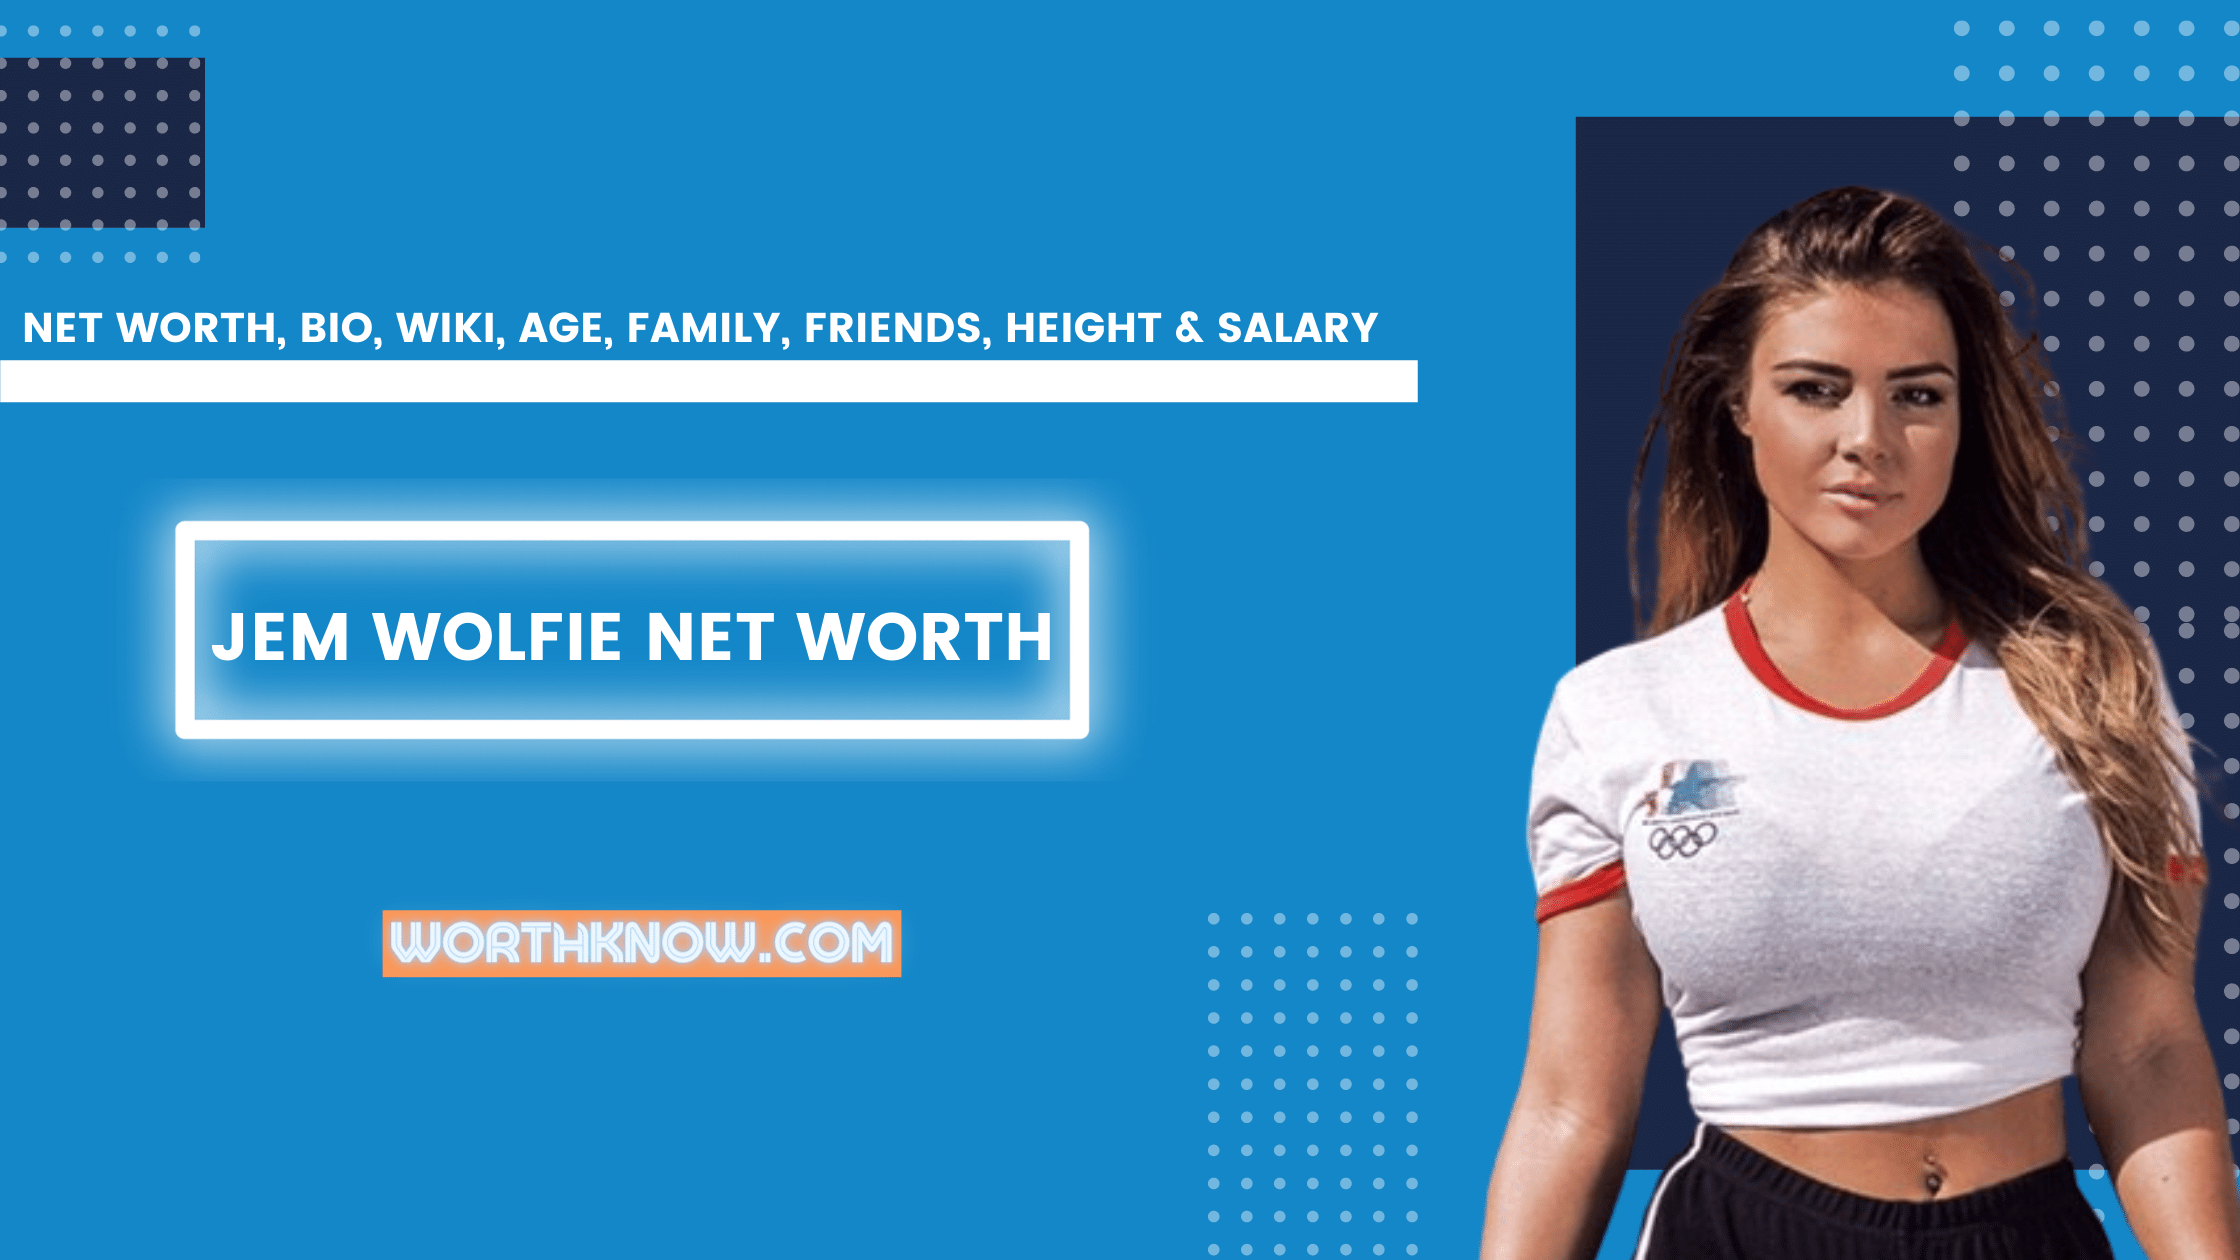 NET WORTH, BIO, WIKI, AGE, FAMILY, FRIENDS, HEIGHT & SALARY
JEM WOLFIE NET WORTH
WORTHKNOW.COM